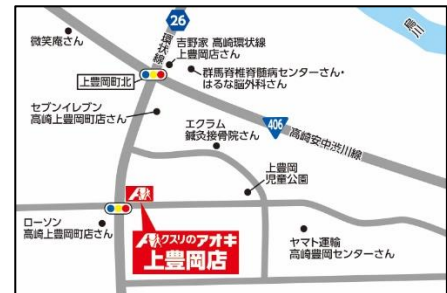 26
環状線
烏川
微笑庵さん
吉野家 高崎環状線
上豊岡店さん
上豊岡町北
群馬脊椎脊髄病センターさん・
はるな脳外科さん
セブンイレブン
高崎上豊岡町店さん
406
高崎安中渋川線
エクラム
鍼灸接骨院さん
上豊岡
児童公園
ローソン
高崎上豊岡町店さん
クスリのアオキ
上豊岡店
ヤマト運輸
高崎豊岡センターさん